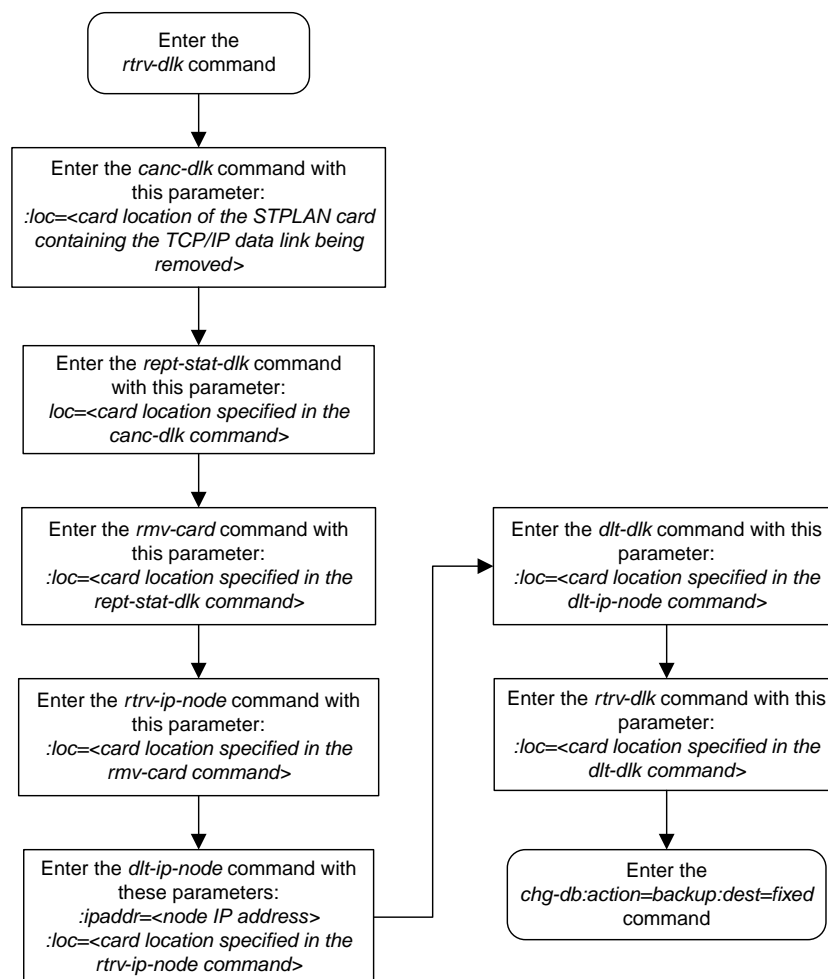 Enter the
rtrv-dlk command
Enter the canc-dlk command with
this parameter:
:loc=<card location of the STPLAN card
containing the TCP/IP data link being
removed>
Enter the rept-stat-dlk command
with this parameter:
loc=<card location specified in the
canc-dlk command>
Enter the rmv-card command with
this parameter:
:loc=<card location specified in the
rept-stat-dlk command>
Enter the rtrv-ip-node command with
this parameter:
:loc=<card location specified in the
rmv-card command>
Enter the dlt-ip-node command with
these parameters:
:ipaddr=<node IP address>
:loc=<card location specified in the
rtrv-ip-node command>
Enter the dlt-dlk command with this
parameter:
:loc=<card location specified in the
dlt-ip-node command>
Enter the rtrv-dlk command with this
parameter:
:loc=<card location specified in the
dlt-dlk command>
Enter the
chg-db:action=backup:dest=fixed
command